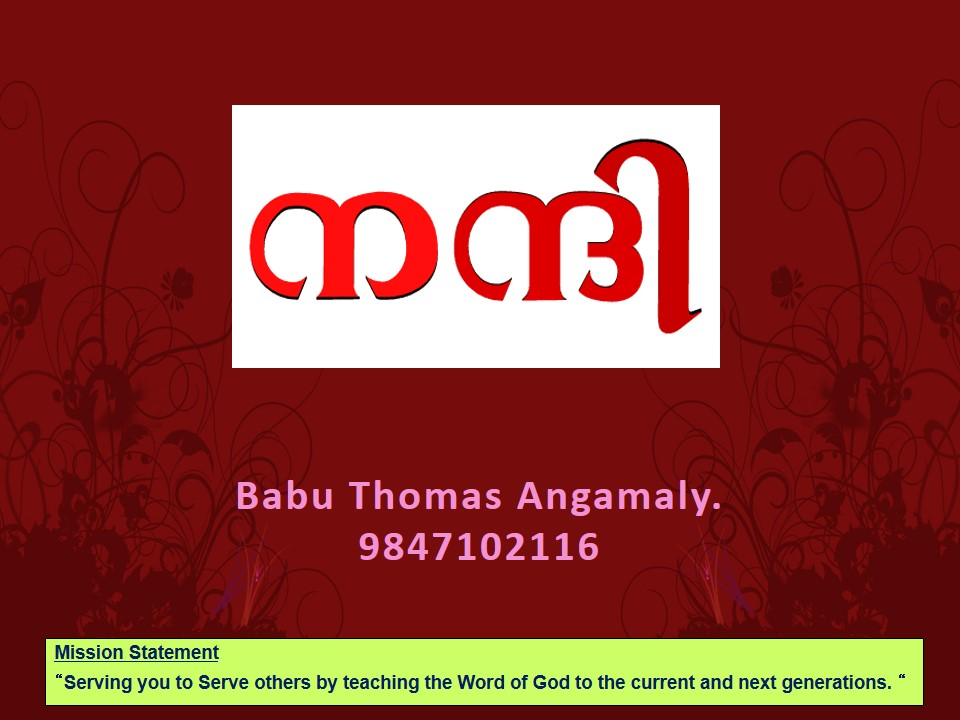 നന്ദി
Babu Thomas Angamaly.
9847102116
Mission Statement
“Serving you to Serve others by teaching the Word of God to the current and next generations. “